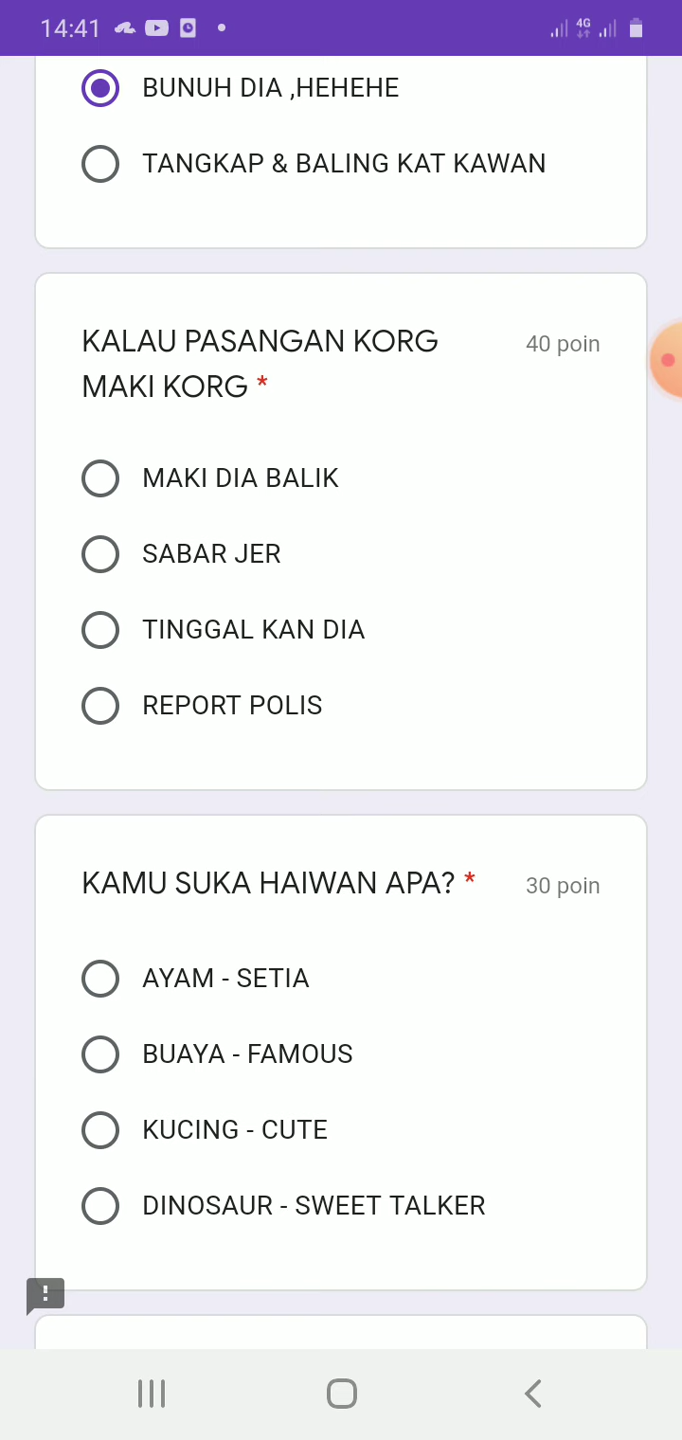 14:41
4G
BUNUH DIA ,HEHEHE
TANGKAP & BALING KAT KAWAN
KALAU PASANGAN KORG
MAKI KORG *
40 poin
MAKI DIA BALIK
SABAR JER
TINGGAL KAN DIA
REPORT POLIS
KAMU SUKA HAIWAN APA? *
30 poin
AYAM - SETIA
BUAYA - FAMOUS
KUCING - CUTE
DINOSAUR - SWEET TALKER